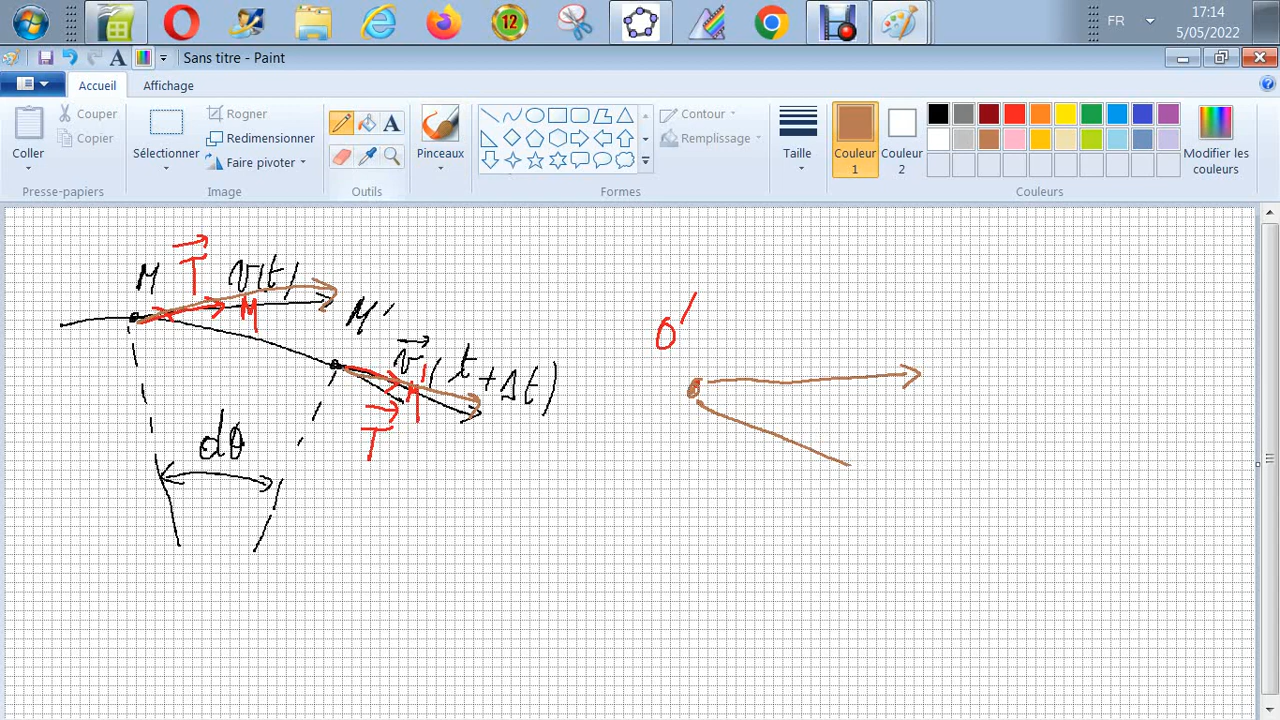 12
FR
17:14
5/05/2022
Sans titre - Paint
Accueil
Affichage
Coller
Couper
Copier
Presse-papiers
Sélectionner
Rogner
Redimensionner
Faire pivoter
Image
A
Outils
Pinceaux
Contour
Remplissage
Formes
Taille
Couleur
1
Couleur
2
Modifier les
couleurs
Couleurs
M
T
v(t)
M
M'
v(t+Δt)
T
dθ
O'